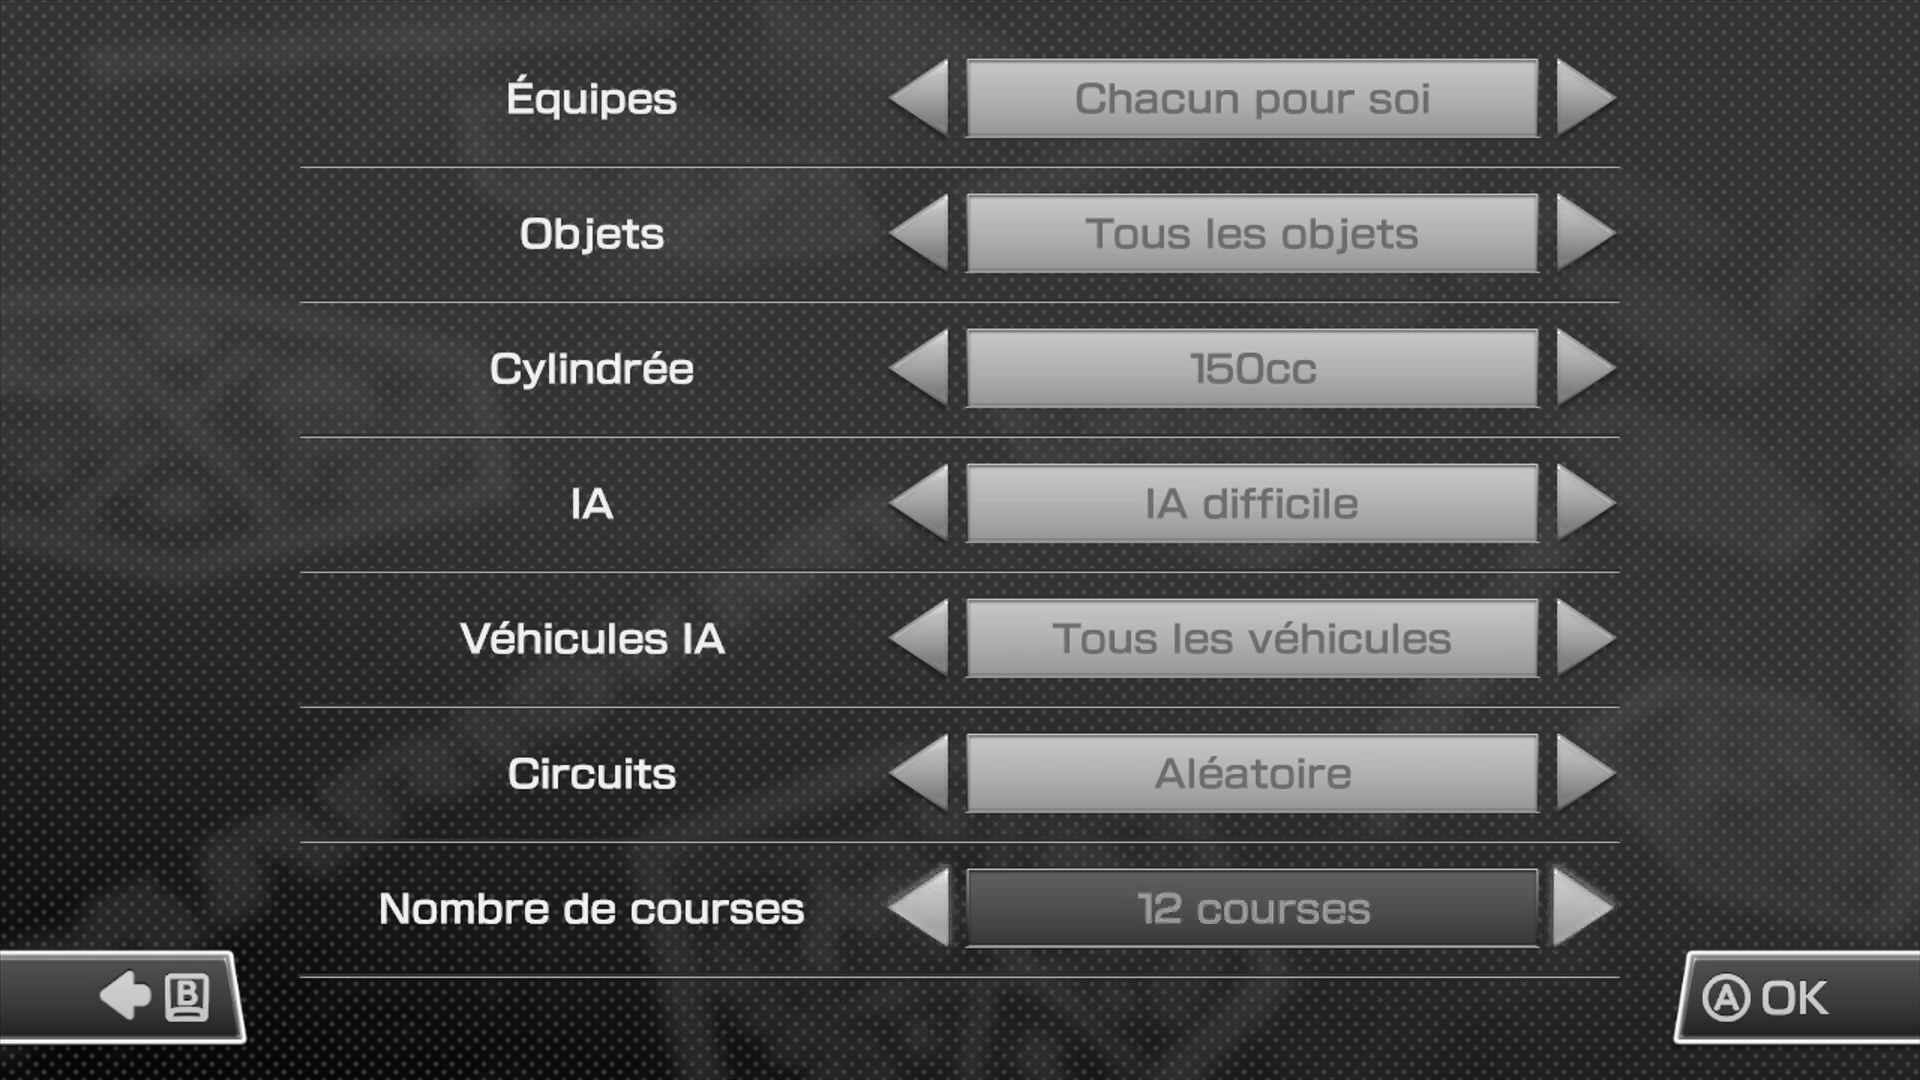 Équipes
Chacun pour soi
Objets
Tous les objets
Cylindrée
150cc
IA
IA difficile
Véhicules IA
Tous les véhicules
Circuits
Aléatoire
Nombre de courses
12 courses
B
A OK